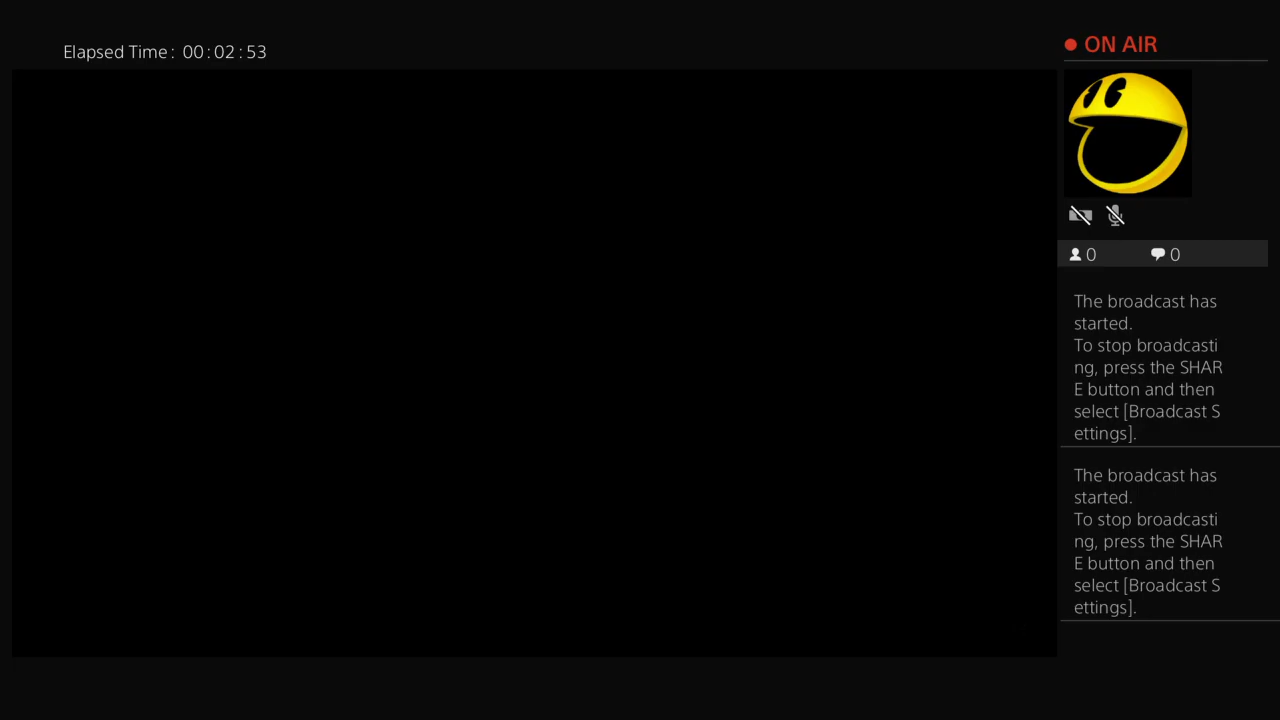 Elapsed Time: 00:02:53
ON AIR
0 0
The broadcast has
started.
To stop broadcasti
ng, press the SHAR
E button and then
select [Broadcast S
ettings].
The broadcast has
started.
To stop broadcasti
ng, press the SHAR
E button and then
select [Broadcast S
ettings].